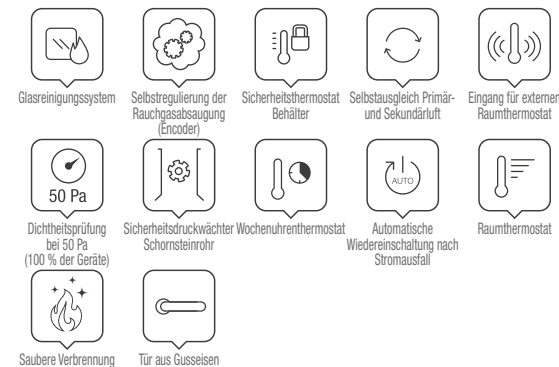 Glasreinigungssystem
Selbstregulierung der
Rauchgasabsaugung
(Encoder)
Sicherheitsthermostat
Behälter
Selbstausgleich Primär-
und Sekundärluft
Eingang für externen
Raumthermostat
50 Pa
Dichtheitsprüfung
bei 50 Pa
(100 % der Geräte)
Sicherheitsdruckwächter
Schornsteinrohr
Wochenuhrenthermostat
AUTO
Automatische
Wiedereinschaltung nach
Stromausfall
Raumthermostat
Saubere Verbrennung
Tür aus Gusseisen